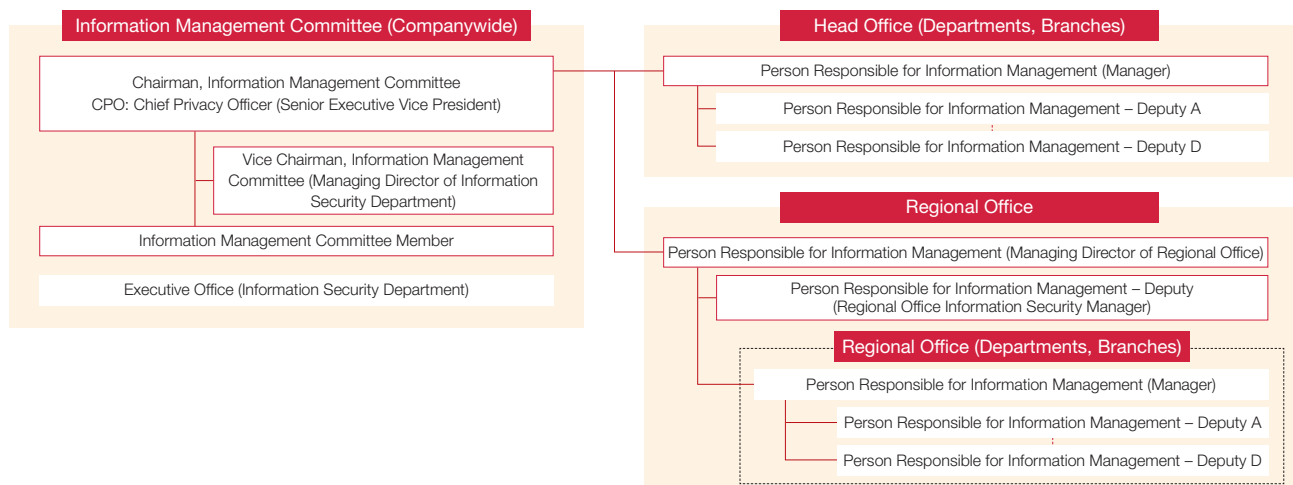 Information Management Committee (Companywide)
Chairman, Information Management Committee
CPO: Chief Privacy Officer (Senior Executive Vice President)
Vice Chairman, Information Management
Committee (Managing Director of Information
Security Department)
Information Management Committee Member
Executive Office (Information Security Department)
Head Office (Departments, Branches)
Person Responsible for Information Management (Manager)
Person Responsible for Information Management – Deputy A
Person Responsible for Information Management – Deputy D
Regional Office
Person Responsible for Information Management (Managing Director of Regional Office)
Person Responsible for Information Management – Deputy
(Regional Office Information Security Manager)
Regional Office (Departments, Branches)
Person Responsible for Information Management (Manager)
Person Responsible for Information Management – Deputy A
Person Responsible for Information Management – Deputy D